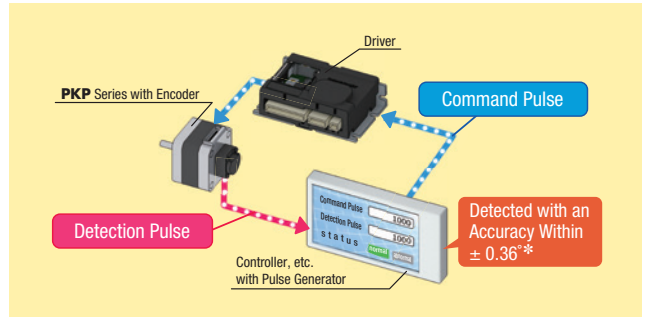 Driver
PKP Series with Encoder
Command Pulse
Command Pulse
1000
Detection Pulse
1000
status
normal
Detection Pulse
Detected with an
Accuracy Within
± 0.36˚*
Controller, etc.
with Pulse Generator